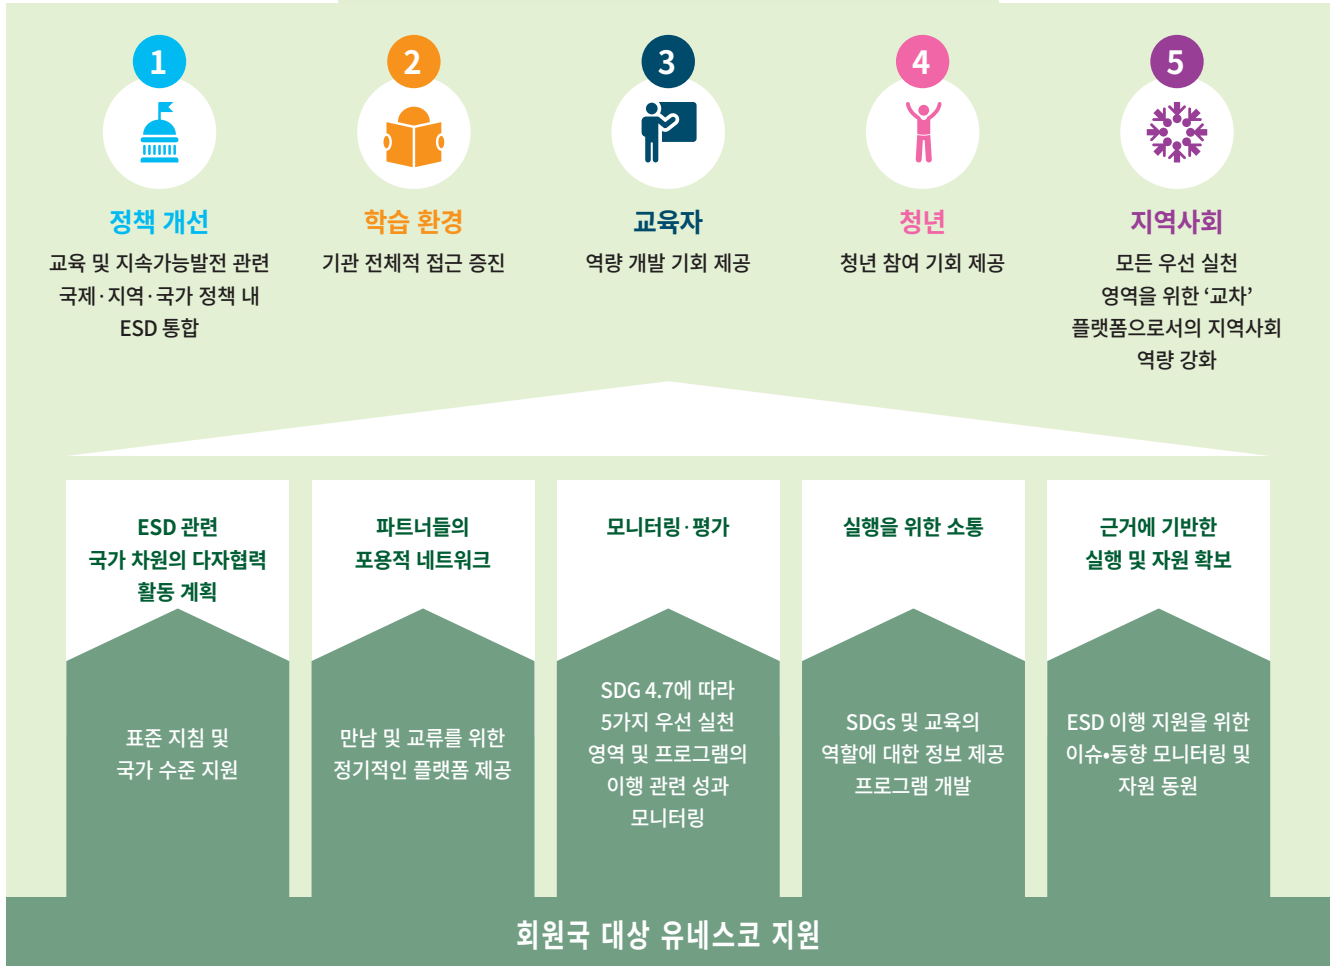 1
2
3
4
5
정책 개선
교육 및 지속가능발전 관련
국제·지역·국가 정책 내
ESD 통합
학습 환경
기관 전체적 접근 증진
교육자
역량 개발 기회 제공
청년
청년 참여 기회 제공
지역사회
모든 우선 실천
영역을 위한 ‘교차’
플랫폼으로서의 지역사회
역량 강화
ESD 관련
국가 차원의 다자협력
활동 계획
표준 지침 및
국가 수준 지원
파트너들의
포용적 네트워크
만남 및 교류를 위한
정기적인 플랫폼 제공
모니터링·평가
SDG 4.7에 따라
5가지 우선 실천
영역 및 프로그램의
이행 관련 성과
모니터링
실행을 위한 소통
SDGs 및 교육의
역할에 대한 정보 제공
프로그램 개발
근거에 기반한
실행 및 자원 확보
ESD 이행 지원을 위한
이슈•동향 모니터링 및
자원 동원
회원국 대상 유네스코 지원